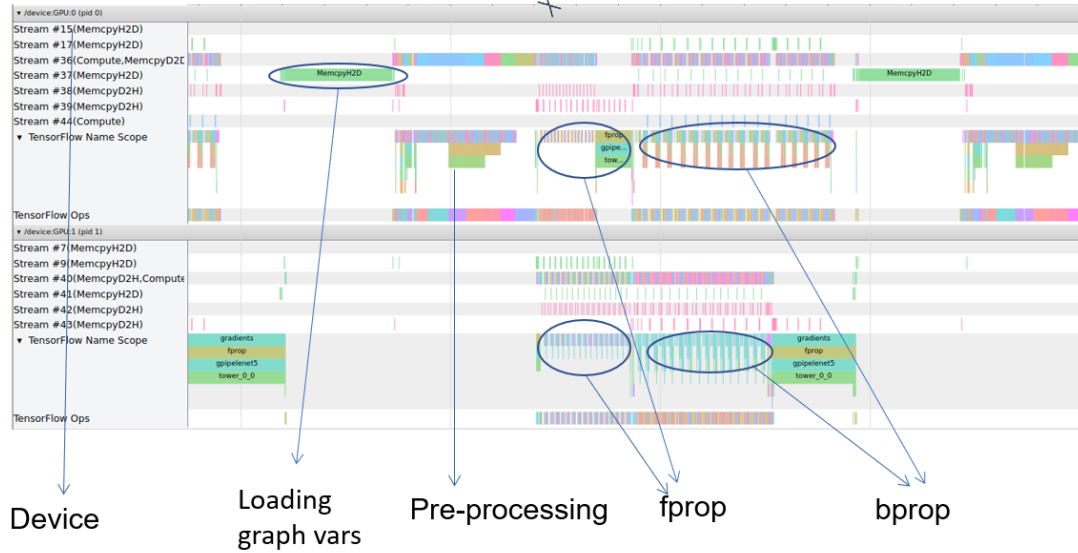 ▾ /device:GPU:0 (pid 0)
Stream #15(MemcpyH2D)
Stream #17(MemcpyH2D)
Stream #36(Compute,MemcpyD2D
Stream #37(MemcpyH2D)
MemcpyH2D
MemcpyH2D
Stream #38(MemcpyD2H)
Stream #39(MemcpyD2H)
Stream #44(Compute)
▾ TensorFlow Name Scope
fprop
gpipe...
tow...
TensorFlow Ops
▾ /device:GPU:1 (pid 1)
Stream #7(MemcpyH2D)
Stream #9(MemcpyH2D)
Stream #40(MemcpyD2H,Compute
Stream #41(MemcpyH2D)
Stream #42(MemcpyD2H)
Stream #43(MemcpyD2H)
▾ TensorFlow Name Scope
gradients
gradients
fprop
fprop
gpipelenet5
gpipelenet5
tower_0_0
tower_0_0
TensorFlow Ops
Device
Loading
graph vars
Pre-processing
fprop
bprop